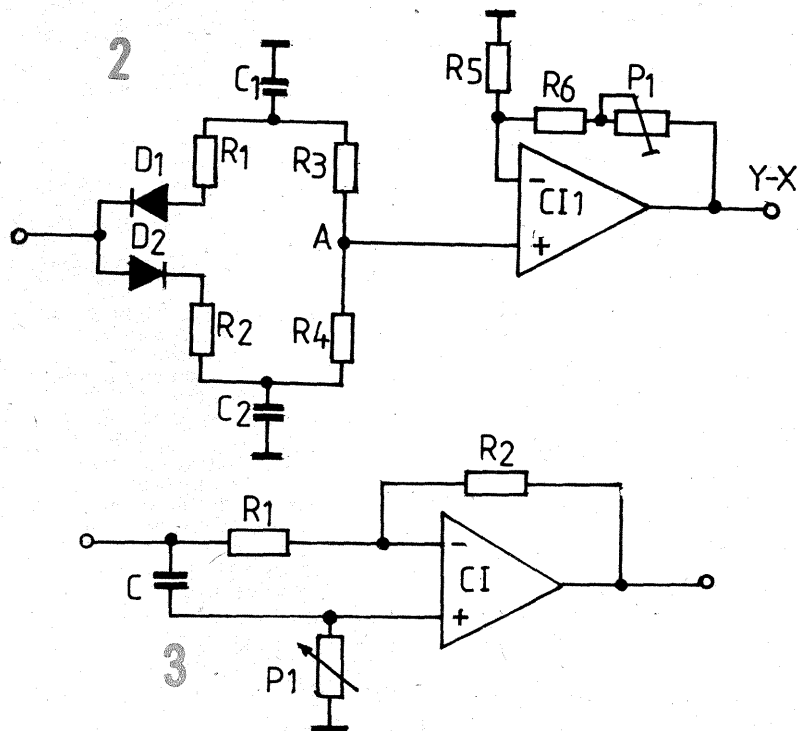 2
C1
R5
R6
P1
D1
R1
R3
-
CI1
Y-X
D2
A
+
R2
R4
C2
R2
R1
-
C
CI
+
3
P1